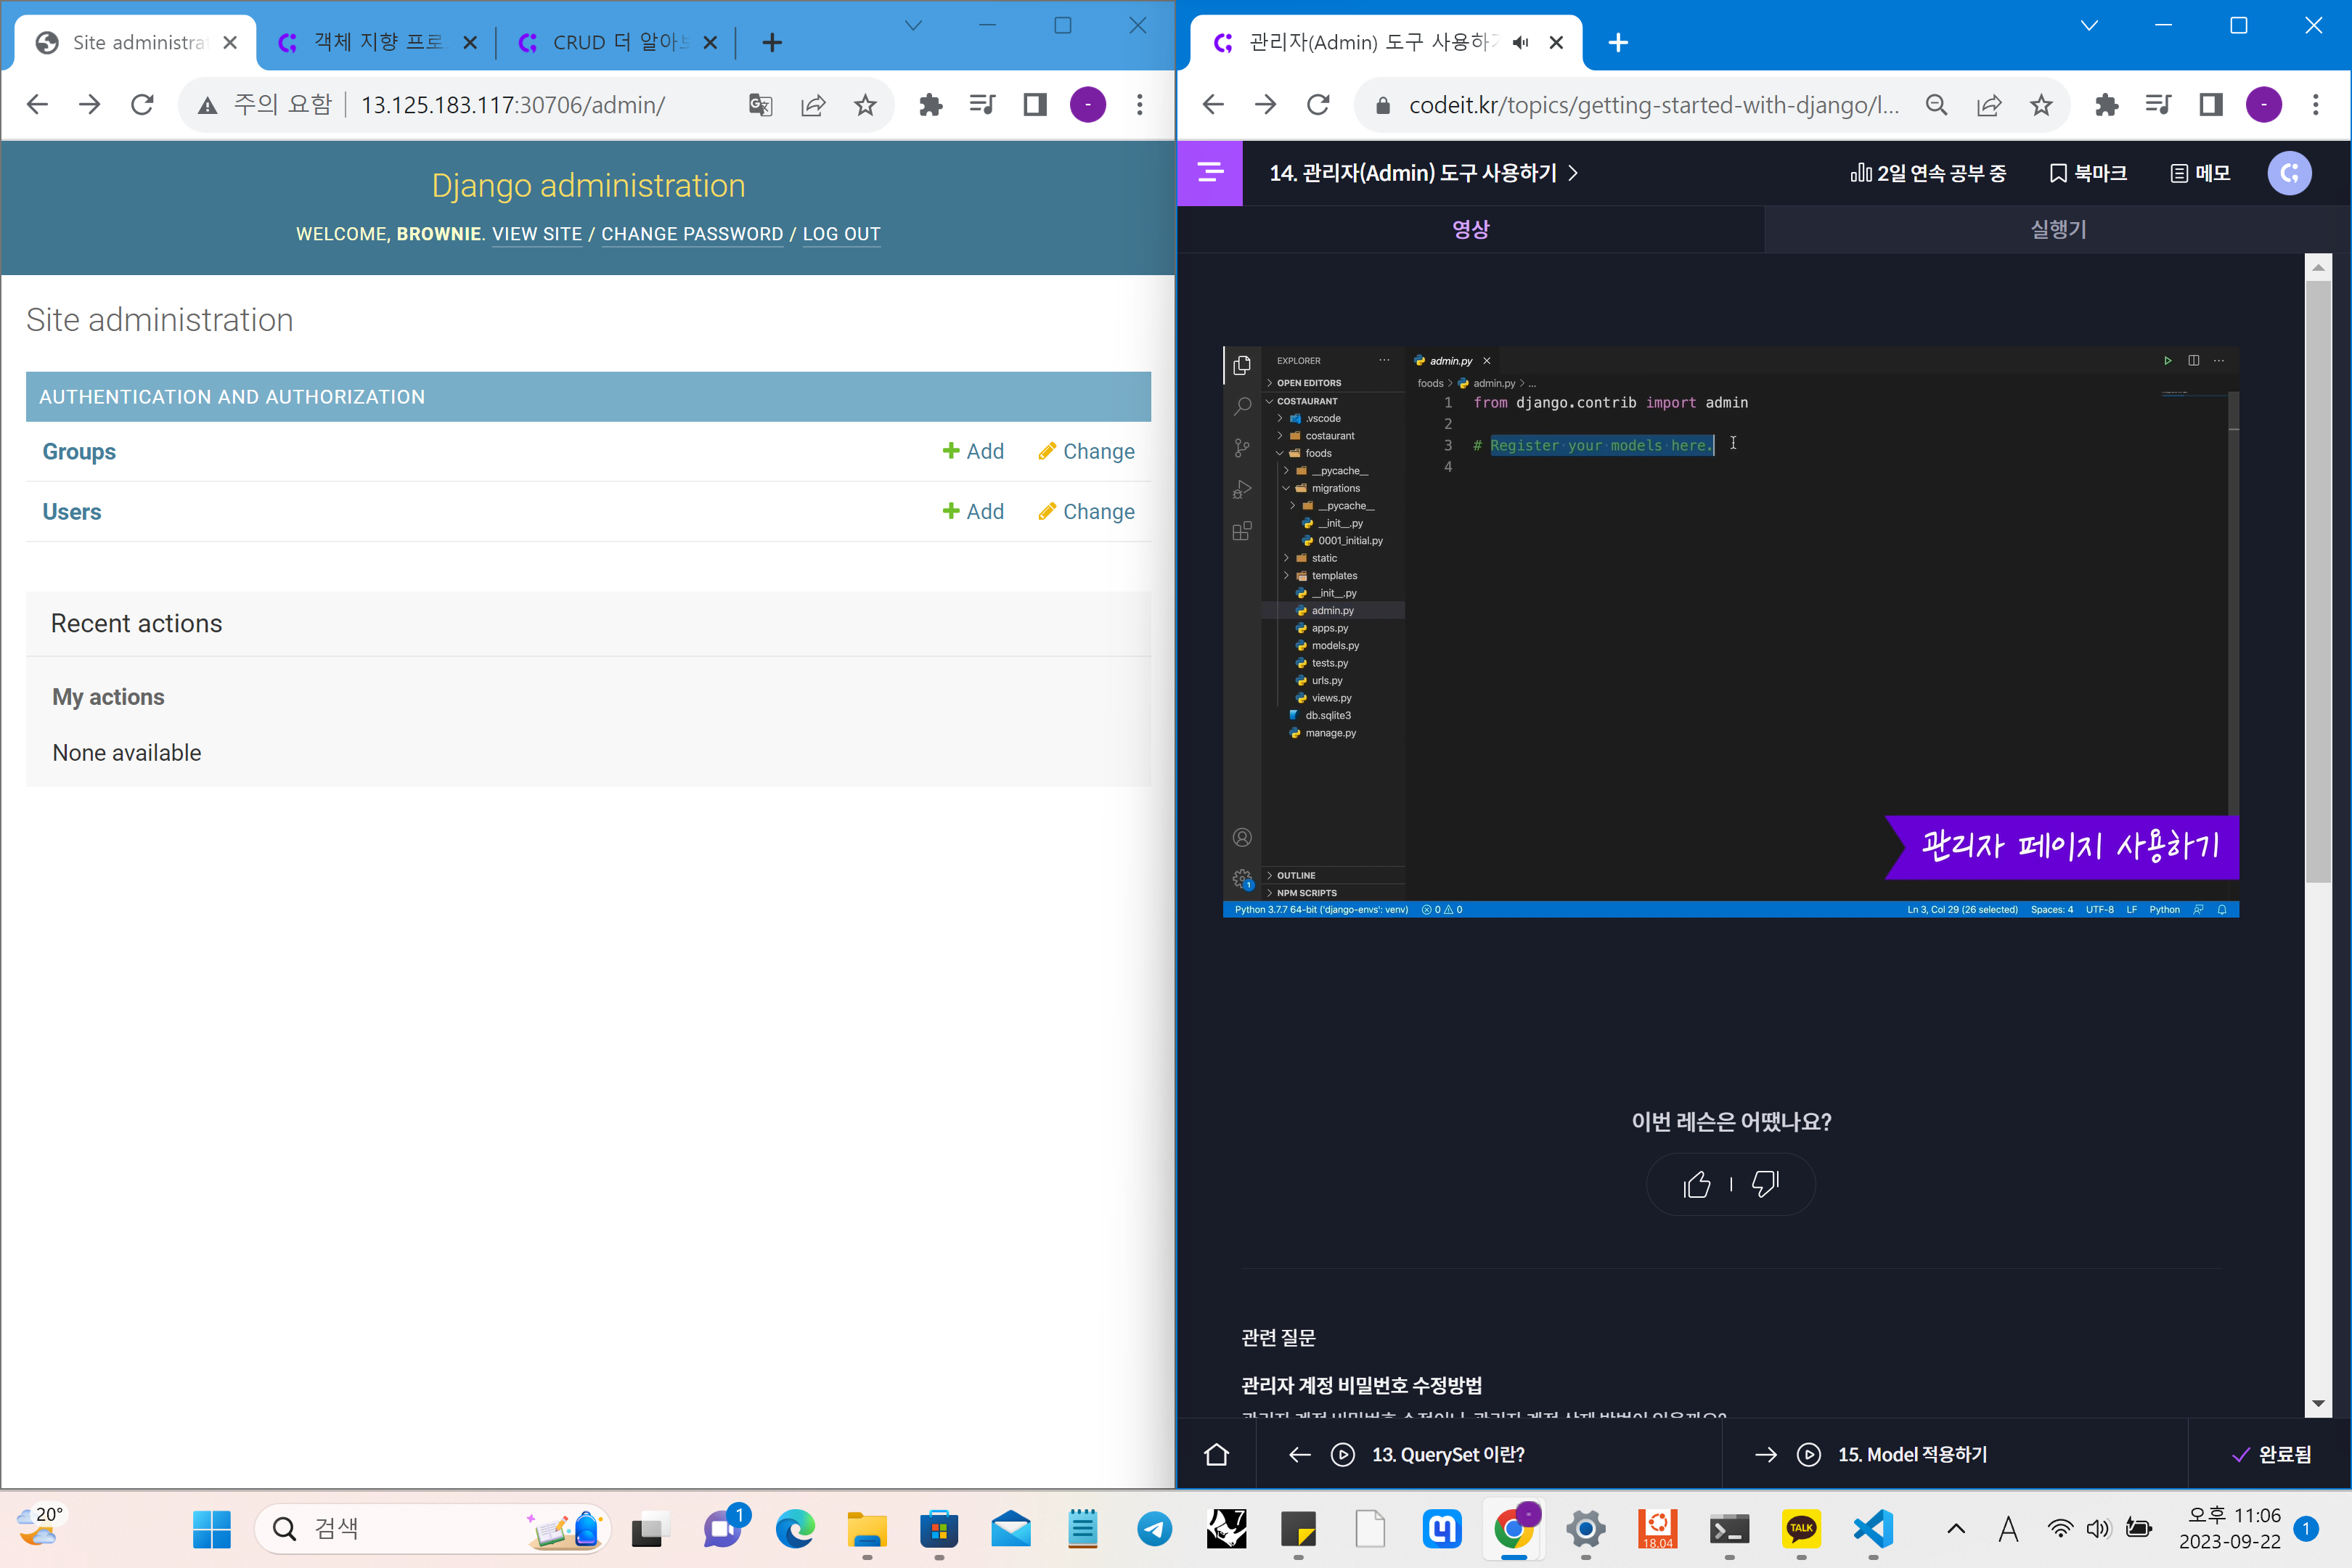 Site administra
객체 지향 프로
CRUD 더 알아보
주의 요함
13.125.183.117:30706/admin/
Django administration
WELCOME, BROWNIE. VIEW SITE / CHANGE PASSWORD / LOG OUT
Site administration
AUTHENTICATION AND AUTHORIZATION
Groups
Add
Change
Users
Add
Change
Recent actions
My actions
None available
관리자(Admin) 도구 사용하기
codeit.kr/topics/getting-started-with-django/l...
14. 관리자(Admin) 도구 사용하기
2일 연속 공부 중
북마크
메모
영상
실행기
EXPLORER
OPEN EDITORS
COSTAURANT
.vscode
costaurant
foods
__pycache__
migrations
__pycache__
__init__.py
0001_initial.py
static
templates
__init__.py
admin.py
apps.py
models.py
tests.py
urls.py
views.py
db.sqlite3
manage.py
OUTLINE
NPM SCRIPTS
admin.py
foods > admin.py > ...
1 from django.contrib import admin
2
3 # Register your models here.
4
관리자 페이지 사용하기
1
Python 3.7.7 64-bit ('django-envs': venv)
0
0
Ln 3, Col 29 (26 selected)
Spaces: 4
UTF-8
LF
Python
이번 레슨은 어땠나요?
관련 질문
관리자 계정 비밀번호 수정방법
13. QuerySet 이란?
15. Model 적용하기
완료됨
20°
검색
1
7
18.04
TALK
A
오후 11:06
2023-09-22
1